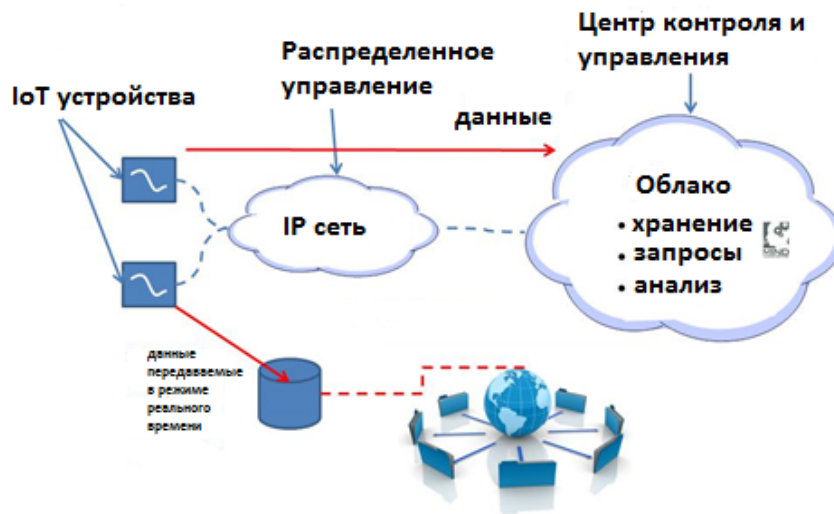 Центр контроля и
управления
Распределенное
управление
IoT устройства
данные
Облако
• хранение
• запросы
• анализ
IP сеть
данные
передаваемые
в режиме
реального
времени